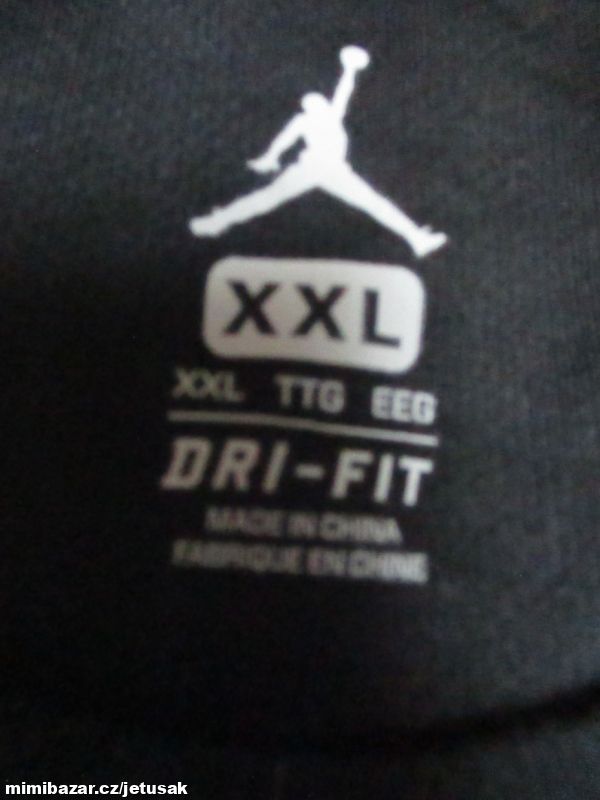 XXL
XXL TTG EEG
DRI-FIT
MADE IN CHINA
FABRIQUE EN CHINE
mimibazar.cz/jetusak